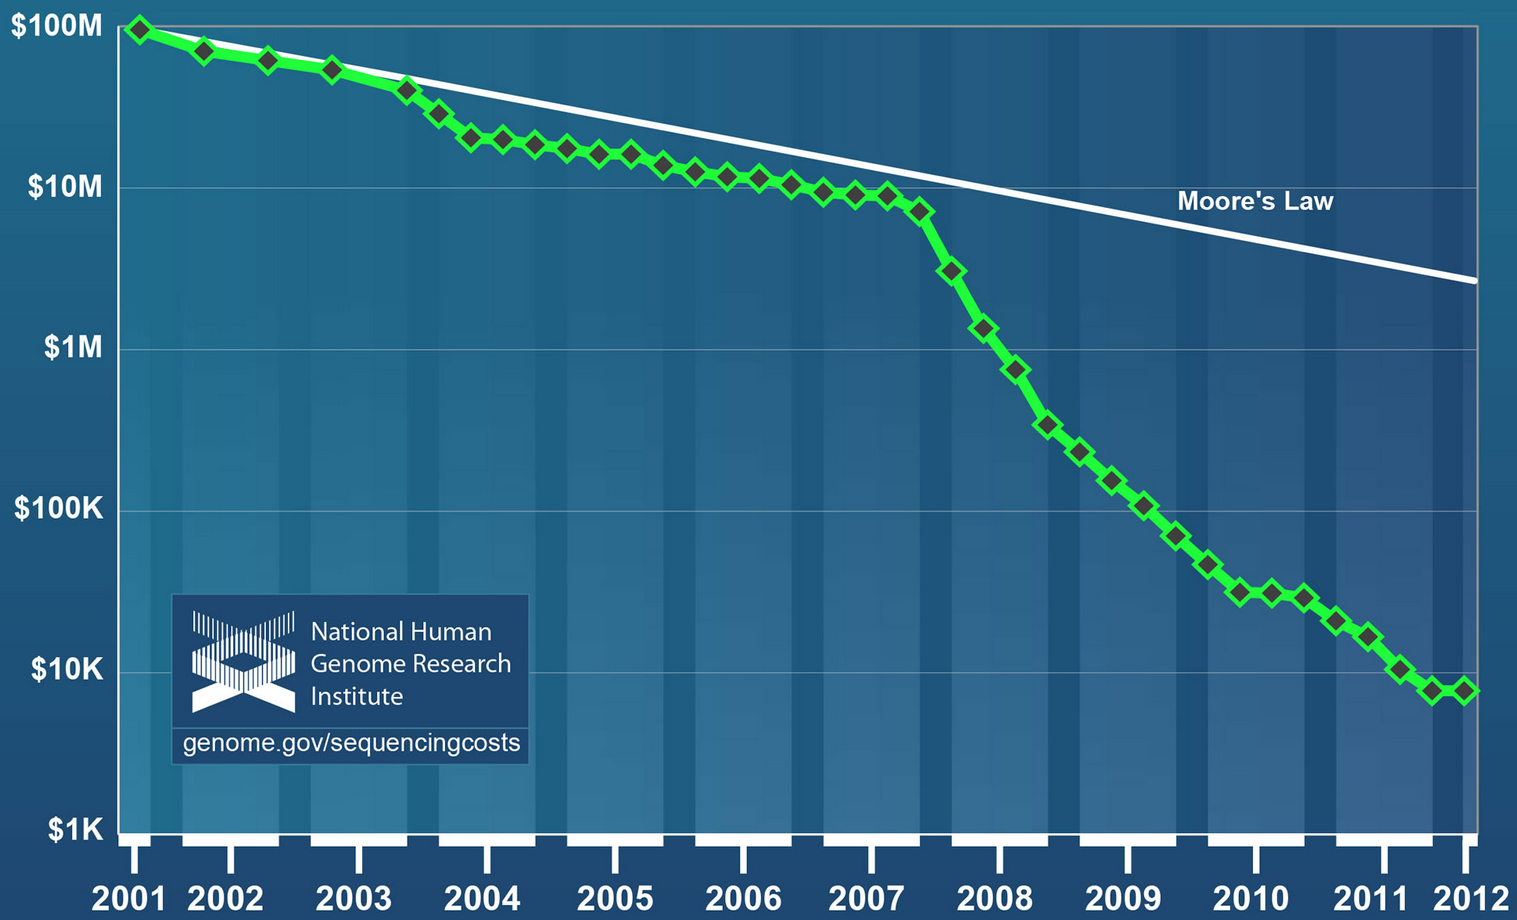 $100M
$10M
Moore's Law
$1M
$100K
$10K
National Human
Genome Research
Institute
genome.gov/sequencingcosts
$1K
2001 2002 2003 2004 2005 2006 2007 2008 2009 2010 2011 2012